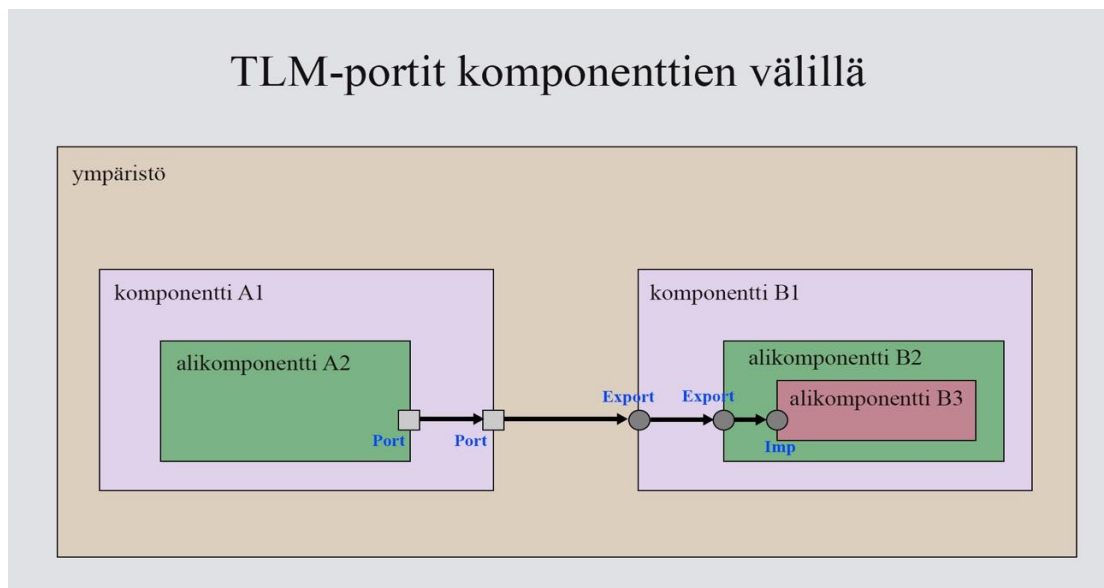 TLM-portit komponenttien välillä
ympäristö
komponentti A1
komponentti B1
alikomponentti A2
alikomponentti B2
alikomponentti B3
Export
Export
Port
Port
Imp